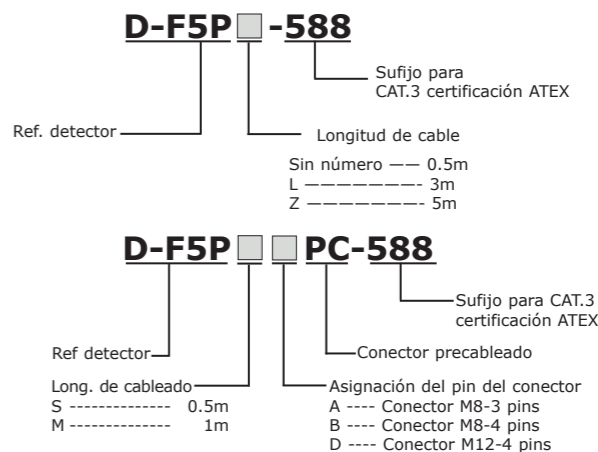 D-F5P -588
Sufijo para
CAT.3 certificación ATEX
Ref. detector
Longitud de cable
Sin número —— 0.5m
L ———————- 3m
Z ———————- 5m
D-F5P PC-588
Sufijo para CAT.3
certificación ATEX
Ref detector
Conector precableado
Long. de cableado
S -------------- 0.5m
M -------------- 1m
Asignación del pin del conector
A ---- Conector M8-3 pins
B ---- Conector M8-4 pins
D ---- Conector M12-4 pins